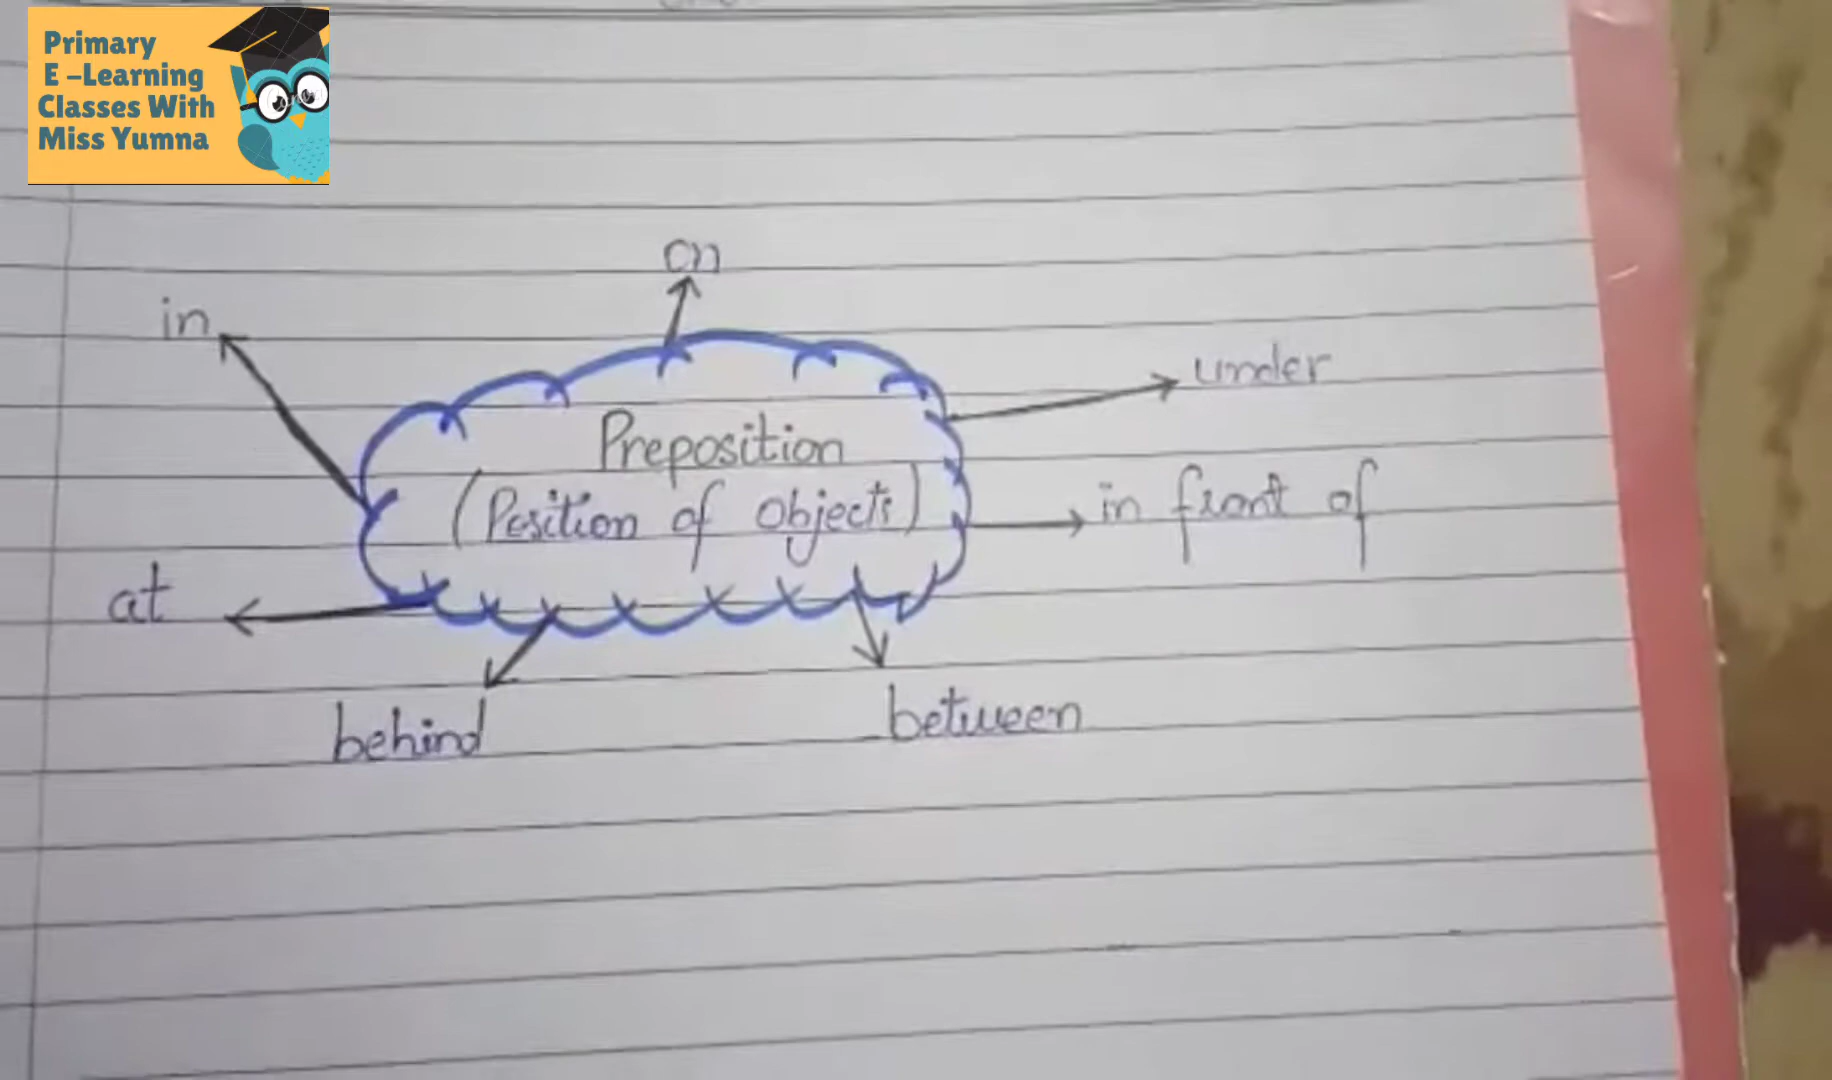 Primary
E-Learning
Classes With
Miss Yumna
on
in
under
Preposition
(Position of objects)
in front of
at
behind
between